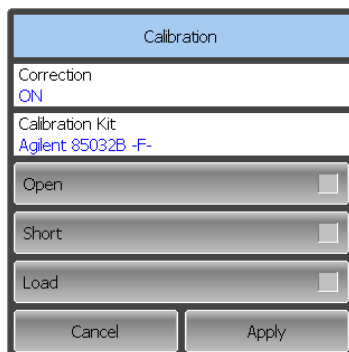 Calibration
Correction
ON
Calibration Kit
Agilent 85032B -F-
Open
Short
Load
Cancel Apply